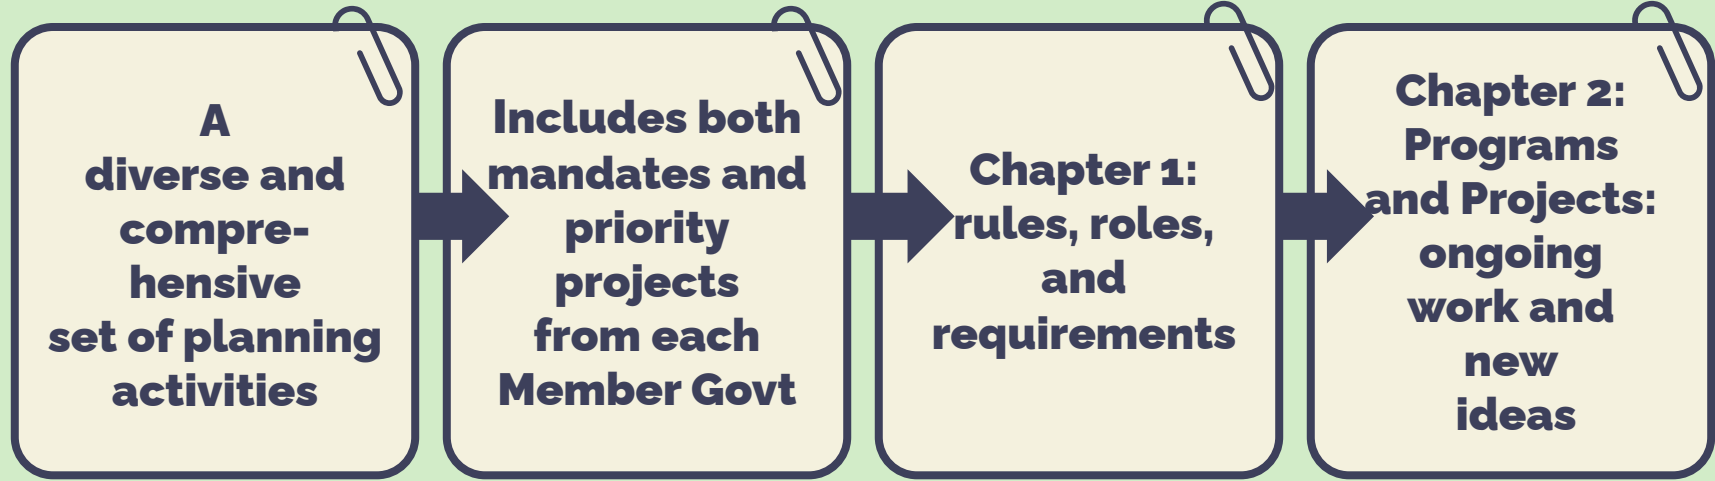 A
diverse and
compre-
hensive
set of planning
activities
Includes both
mandates and
priority
projects
from each
Member Govt
Chapter 1:
rules, roles,
and
requirements
Chapter 2:
Programs
and Projects:
ongoing
work and
new
ideas